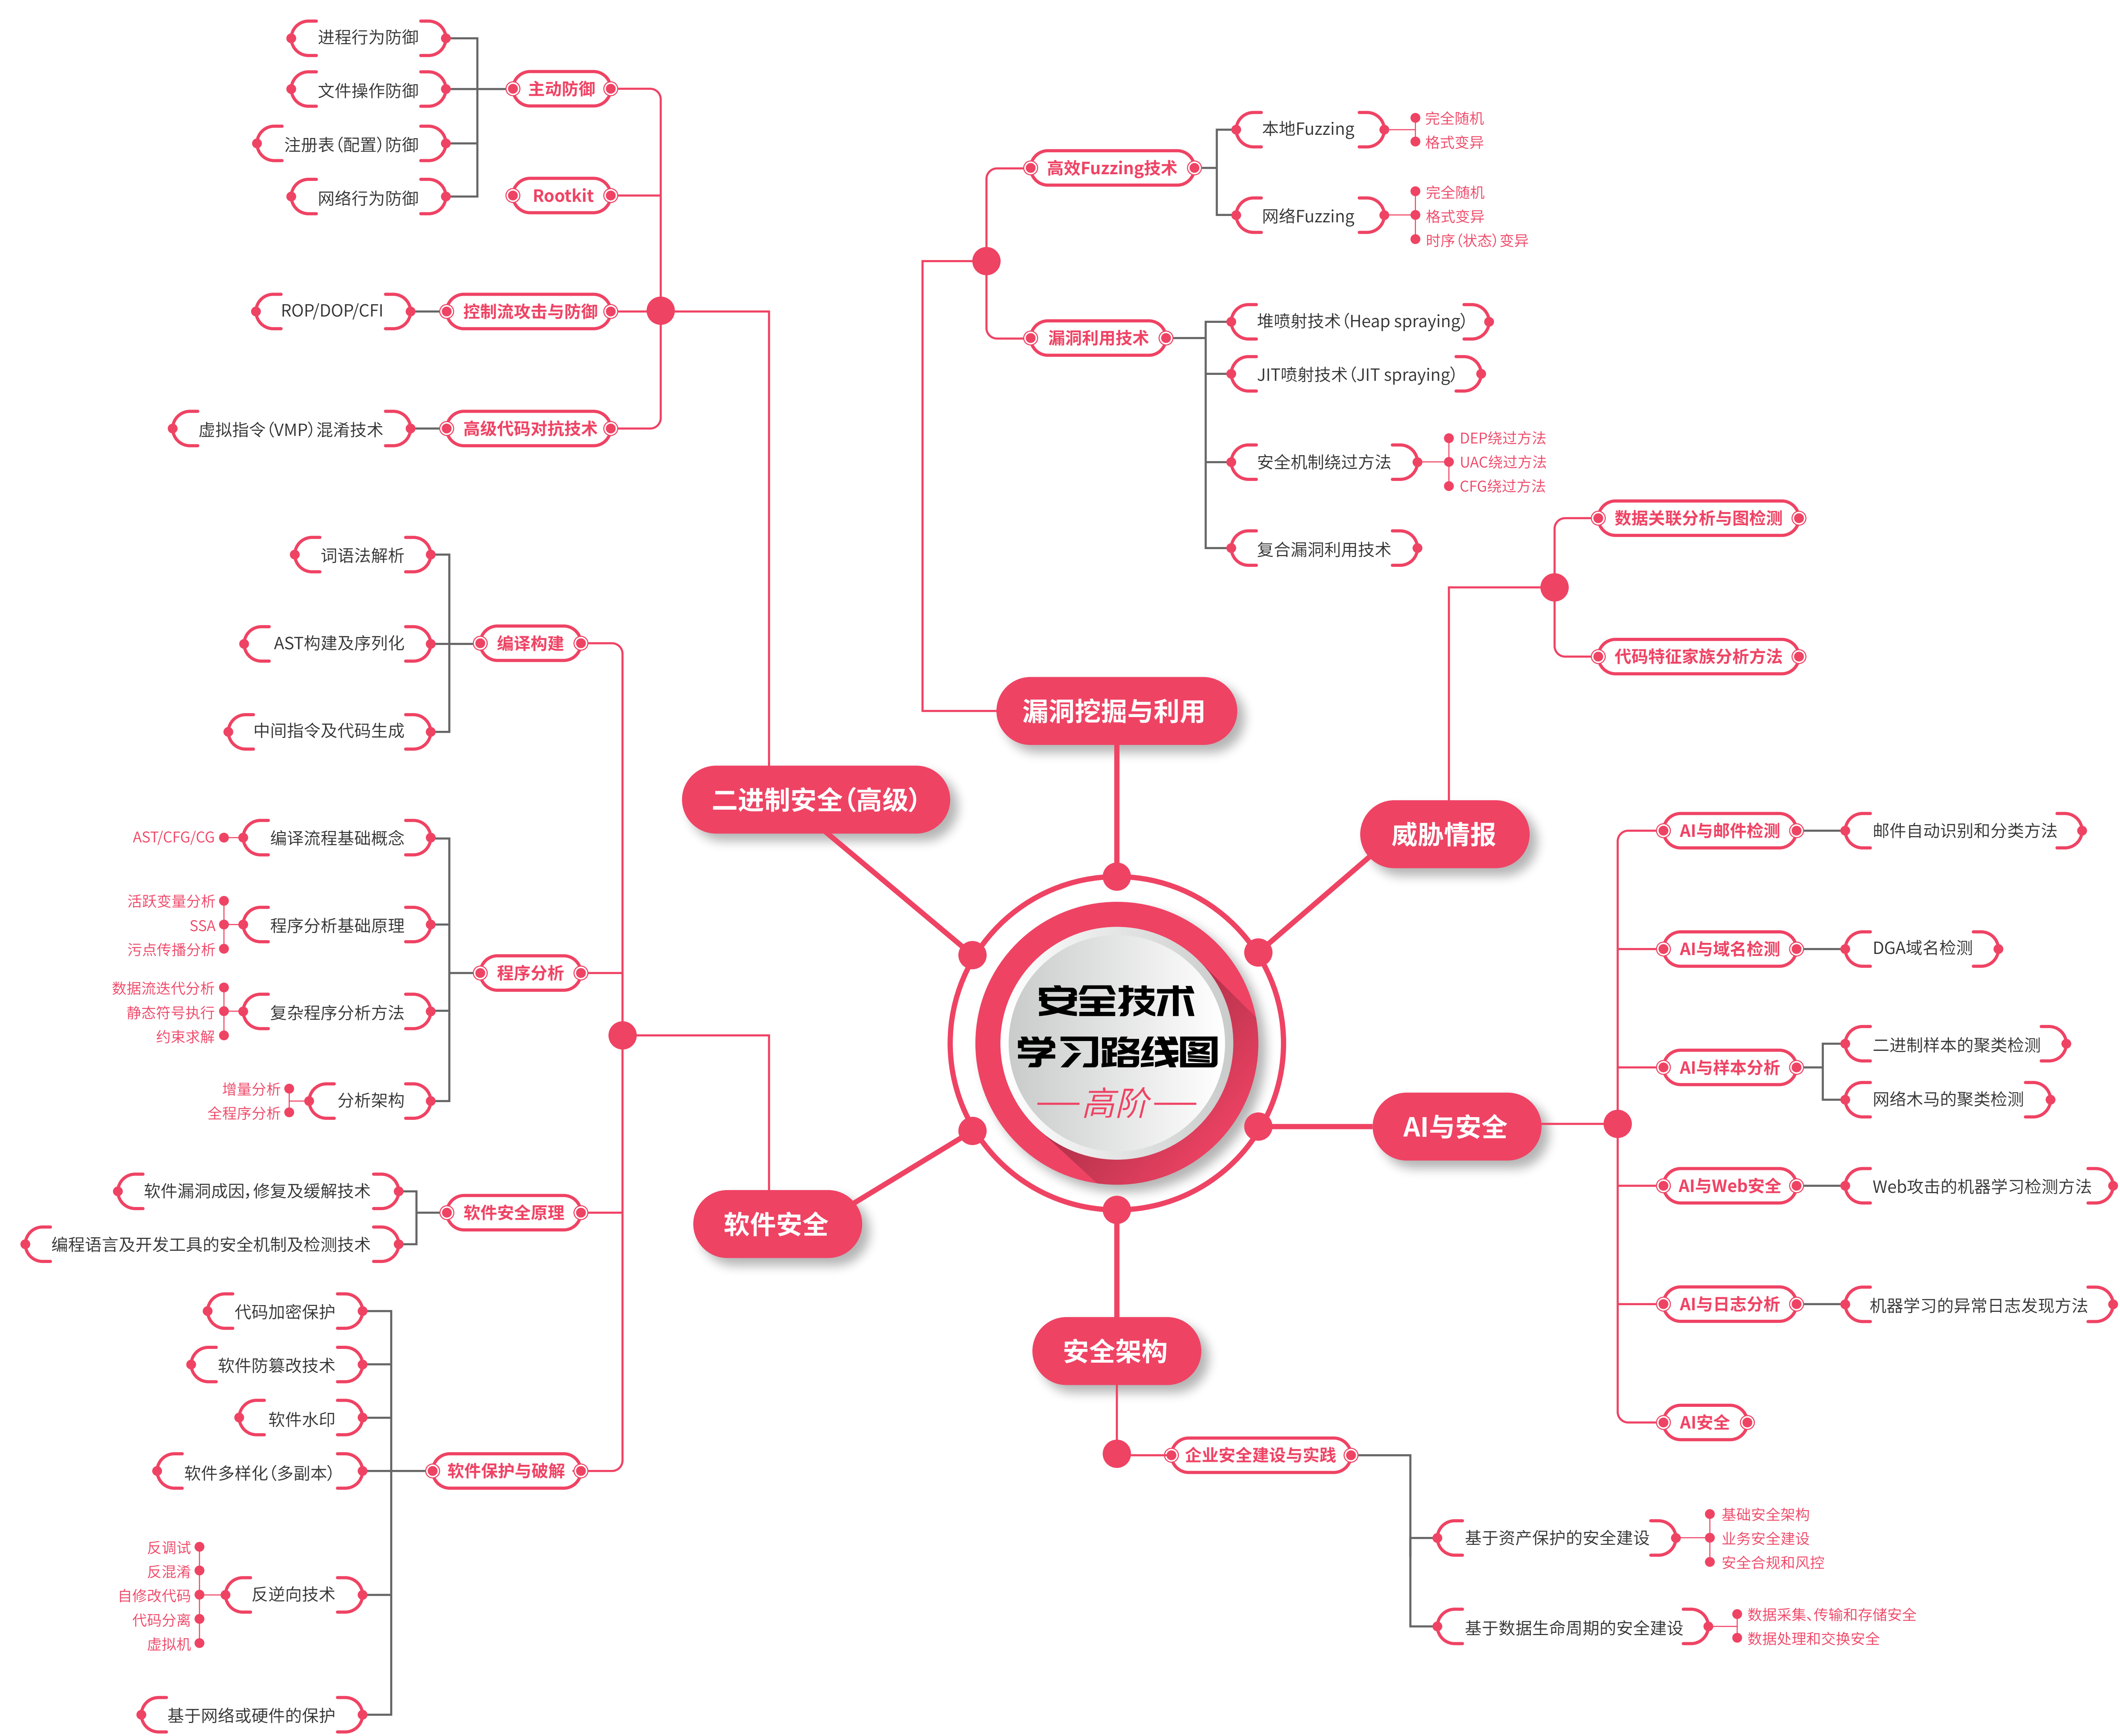 安全技术
学习路线图
高阶
二进制安全（高级）
主动防御
进程行为防御
文件操作防御
注册表（配置）防御
网络行为防御
Rootkit
控制流攻击与防御
ROP/DOP/CFI
高级代码对抗技术
虚拟指令（VMP）混淆技术
漏洞挖掘与利用
高效Fuzzing技术
本地Fuzzing
完全随机
格式变异
网络Fuzzing
完全随机
格式变异
时序（状态）变异
漏洞利用技术
堆喷射技术（Heap spraying）
JIT喷射技术（JIT spraying）
安全机制绕过方法
DEP绕过方法
UAC绕过方法
CFG绕过方法
复合漏洞利用技术
威胁情报
数据关联分析与图检测
代码特征家族分析方法
AI与安全
AI与邮件检测
邮件自动识别和分类方法
AI与域名检测
DGA域名检测
AI与样本分析
二进制样本的聚类检测
网络木马的聚类检测
AI与Web安全
Web攻击的机器学习检测方法
AI与日志分析
机器学习的异常日志发现方法
AI安全
安全架构
企业安全建设与实践
基于资产保护的安全建设
基础安全架构
业务安全建设
安全合规和风控
基于数据生命周期的安全建设
数据采集、传输和存储安全
数据处理和交换安全
软件安全
编译构建
词语法解析
AST构建及序列化
中间指令及代码生成
程序分析
编译流程基础概念
AST/CFG/CG
程序分析基础原理
活跃变量分析
SSA
污点传播分析
复杂程序分析方法
数据流迭代分析
静态符号执行
约束求解
分析架构
增量分析
全程序分析
软件安全原理
软件漏洞成因，修复及缓解技术
编程语言及开发工具的安全机制及检测技术
软件保护与破解
代码加密保护
软件防篡改技术
软件水印
软件多样化（多副本）
反逆向技术
反调试
反混淆
自修改代码
代码分离
虚拟机
基于网络或硬件的保护